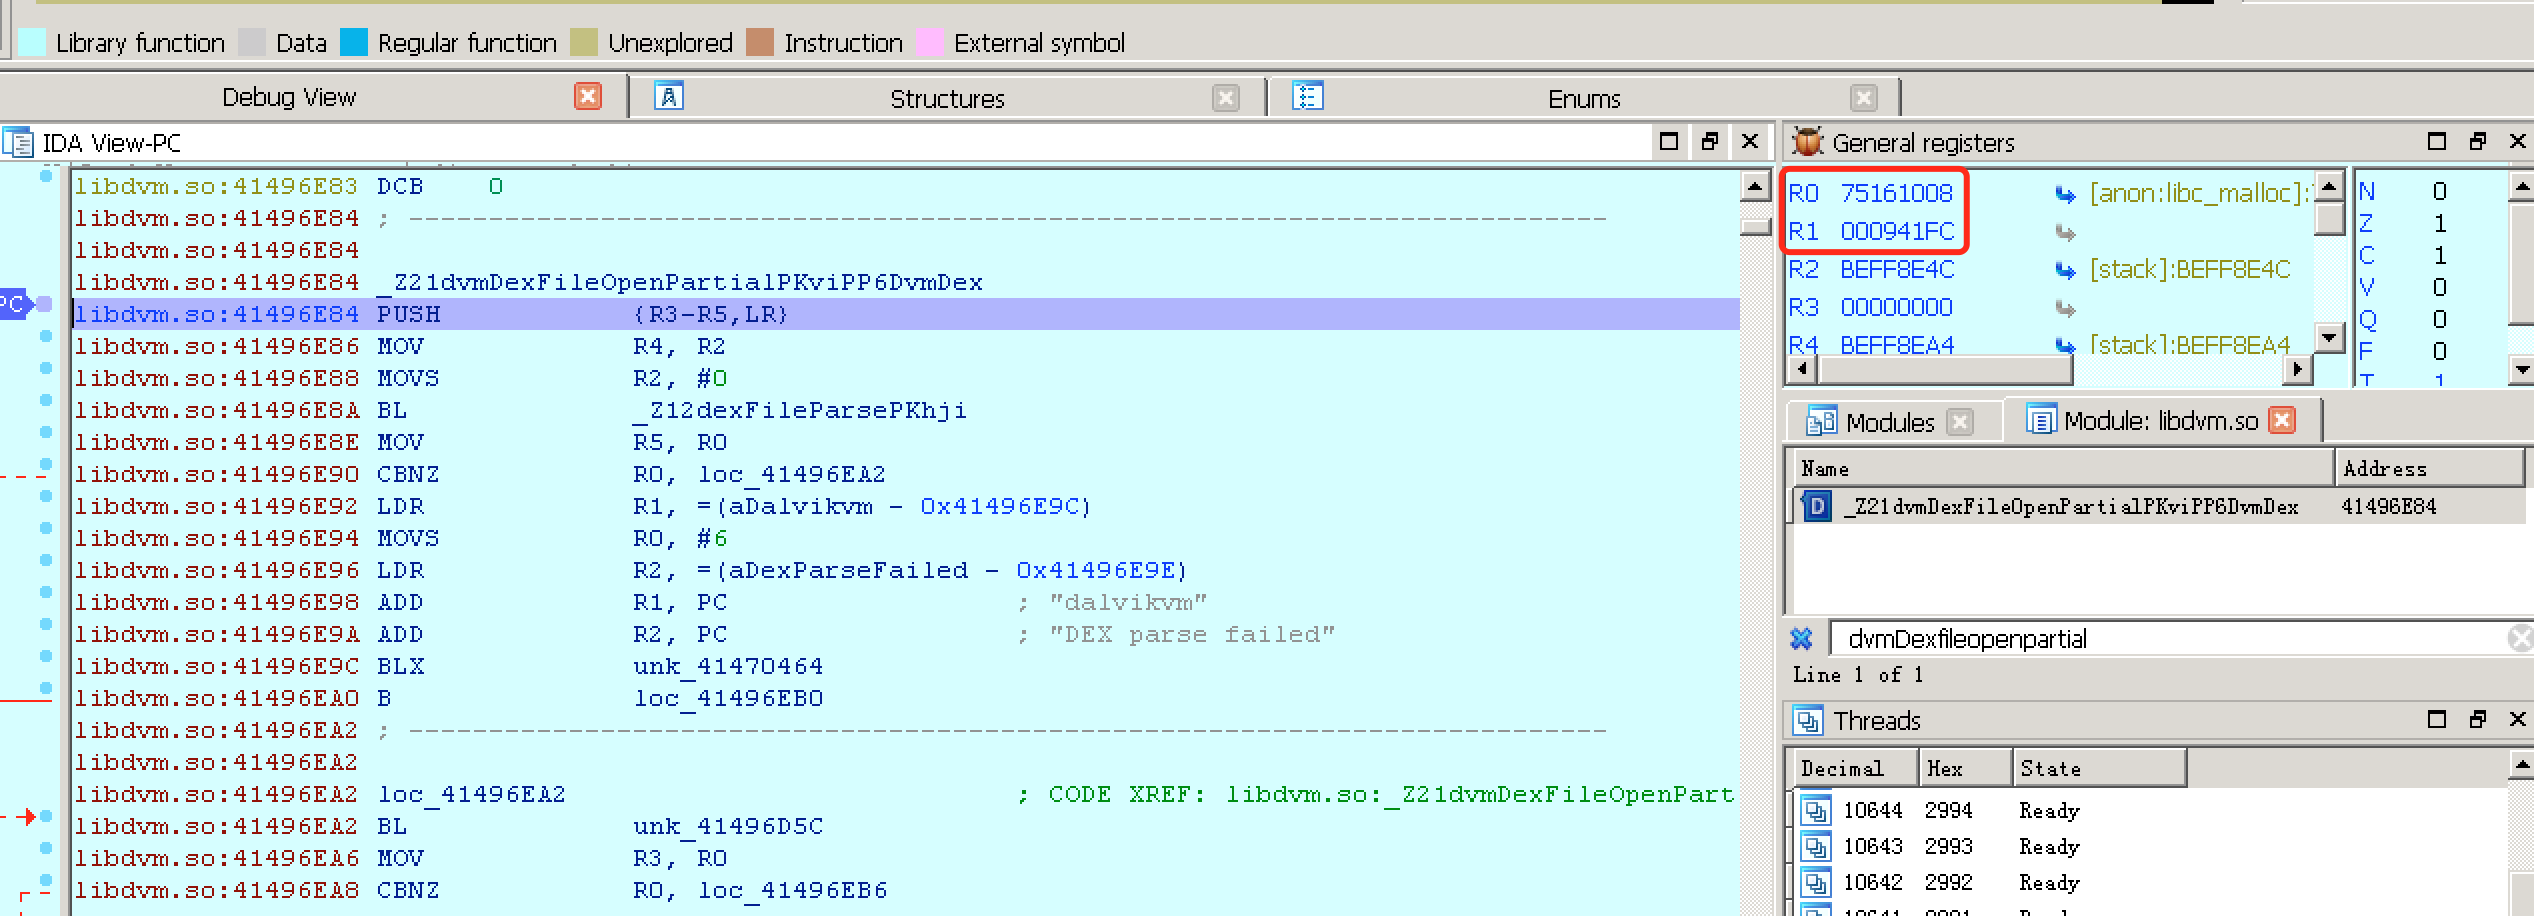 Library function Data Regular function Unexplored Instruction External symbol
Debug View Structures Enums
IDA View-PC
libdvm.so:41496E83 DCB 0
libdvm.so:41496E84 ; ---------------------------------------------------------------------------
libdvm.so:41496E84
libdvm.so:41496E84 _Z21dvmDexFileOpenPartialPKviPP6DvmDex
PC
libdvm.so:41496E84 PUSH {R3-R5,LR}
libdvm.so:41496E86 MOV R4, R2
libdvm.so:41496E88 MOVS R2, #0
libdvm.so:41496E8A BL _Z12dexFileParsePKhji
libdvm.so:41496E8E MOV R5, R0
libdvm.so:41496E90 CBNZ R0, loc_41496EA2
libdvm.so:41496E92 LDR R1, =(aDalvikvm - 0x41496E9C)
libdvm.so:41496E94 MOVS R0, #6
libdvm.so:41496E96 LDR R2, =(aDexParseFailed - 0x41496E9E)
libdvm.so:41496E98 ADD R1, PC ; "dalvikvm"
libdvm.so:41496E9A ADD R2, PC ; "DEX parse failed"
libdvm.so:41496E9C BLX unk_41470464
libdvm.so:41496EA0 B loc_41496EB0
libdvm.so:41496EA2 ; ---------------------------------------------------------------------------
libdvm.so:41496EA2
libdvm.so:41496EA2 loc_41496EA2 ; CODE XREF: libdvm.so:_Z21dvmDexFileOpenPart
libdvm.so:41496EA2 BL unk_41496D5C
libdvm.so:41496EA6 MOV R3, R0
libdvm.so:41496EA8 CBNZ R0, loc_41496EB6
General registers
R0 75161008 [anon:libc_malloc]:
R1 000941FC
R2 BEFF8E4C [stack]:BEFF8E4C
R3 00000000
R4 BEFF8EA4 [stack]:BEFF8EA4
N 0
Z 1
C 1
V 0
Q 0
F 0
T 1
Modules Module: libdvm.so
Name Address
_Z21dvmDexFileOpenPartialPKviPP6DvmDex 41496E84
dvmDexfileopenpartial
Line 1 of 1
Threads
Decimal Hex State
10644 2994 Ready
10643 2993 Ready
10642 2992 Ready